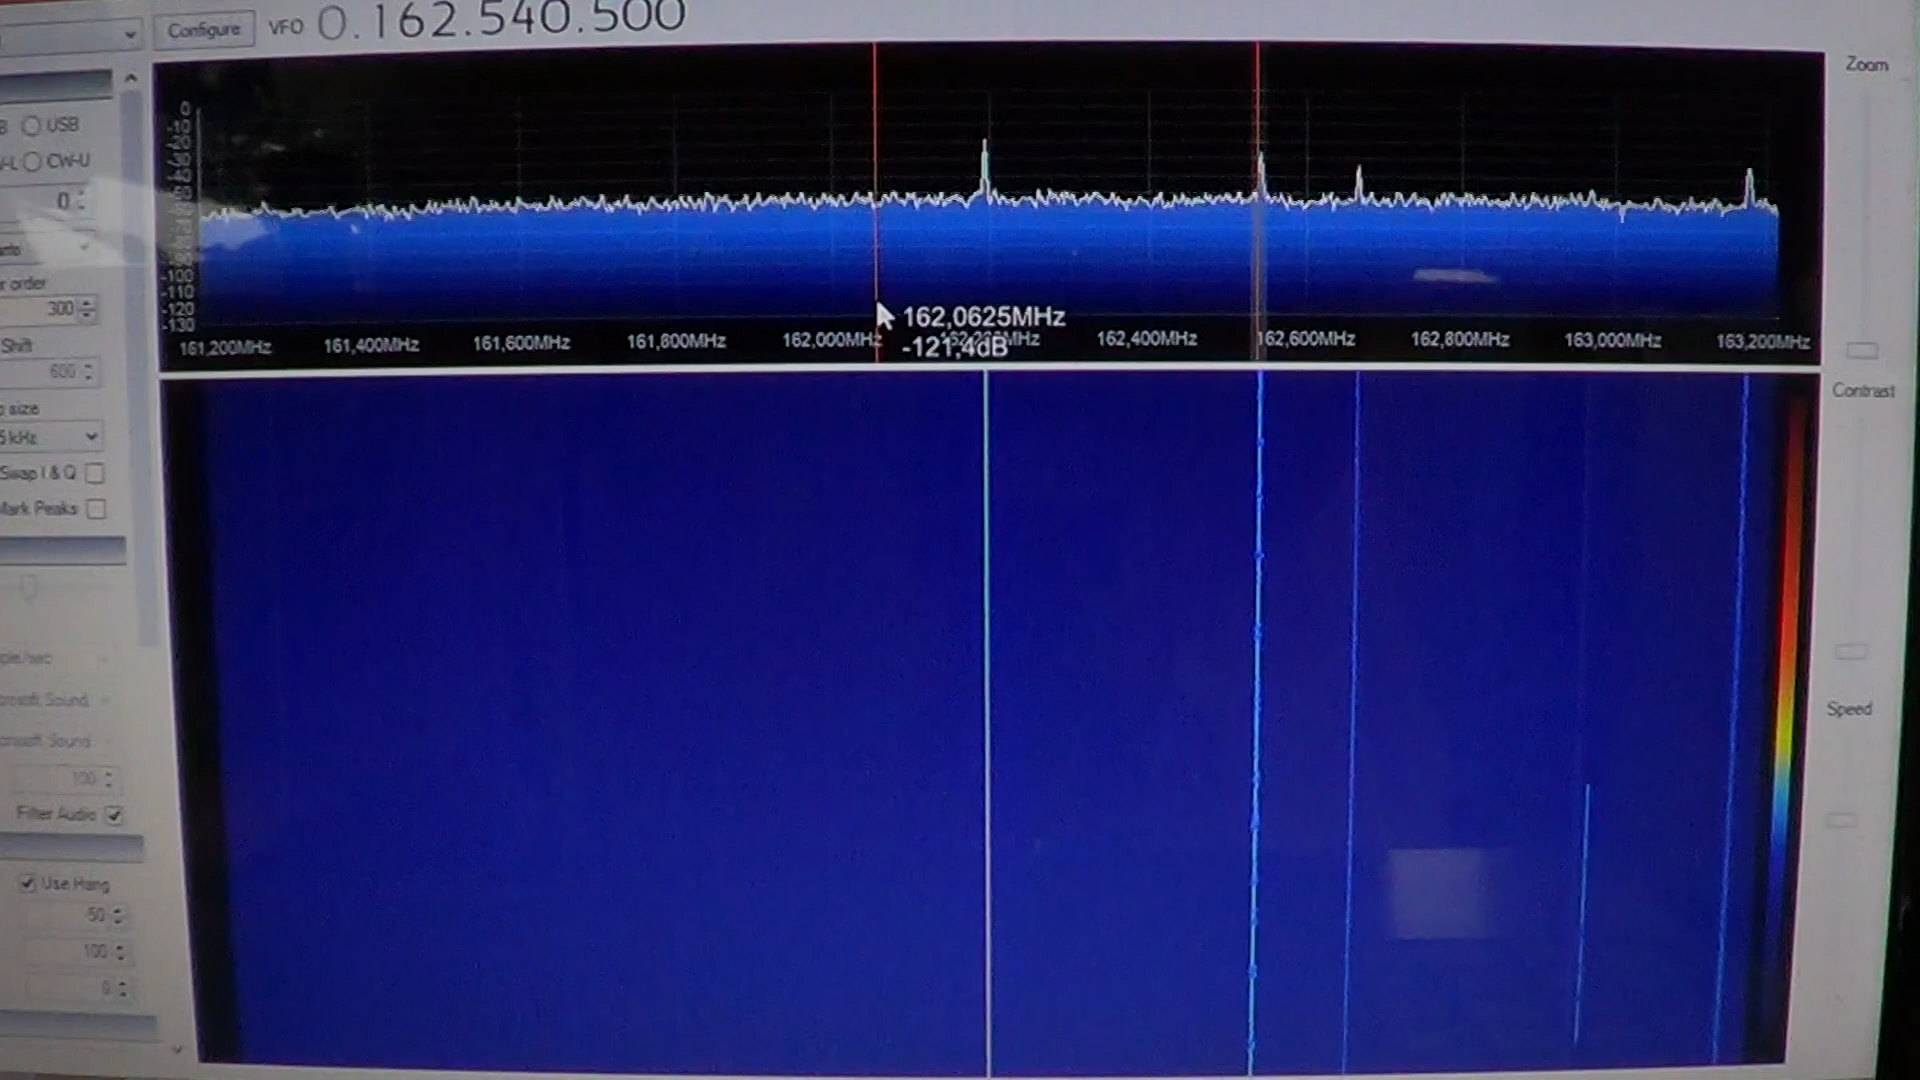 Configure VFO 0.162.540.500
Zoom
USB
CW-U
0
order
300
Shift
600
size
kHz
Swap I & Q
Mark Peaks
Sound
Sound
100
Filter Audio
Use Hang
-50
100
0
0
-10
-20
-100
-110
-120
-130
162,0625MHz
-121,4dB
161,200MHz 161,400MHz 161,600MHz 161,800MHz 162,000MHz 162,400MHz 162,600MHz 162,800MHz 163,000MHz 163,200MHz
Contrast
Speed